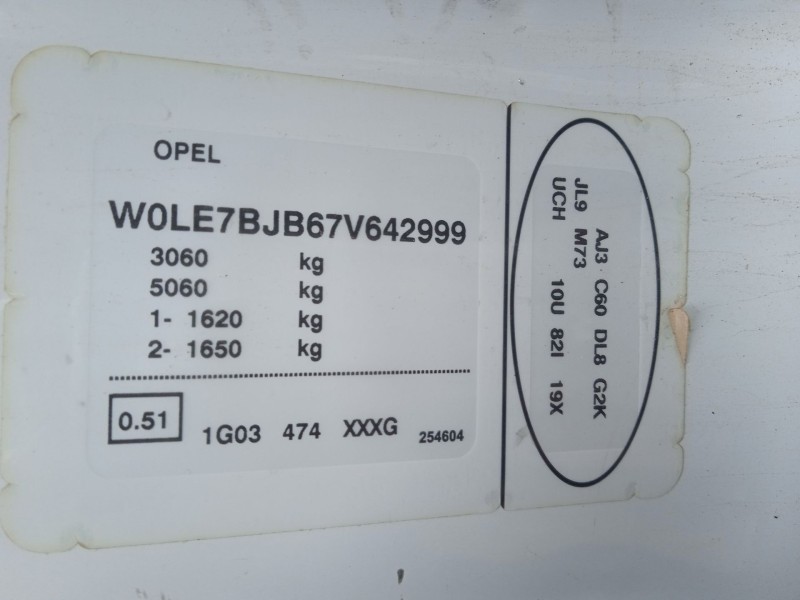 OPEL
W0LE7BJB67V642999
3060 kg
5060 kg
1- 1620 kg
2- 1650 kg
0.51 1G03 474 XXXG 254604
AJ3 C60 DL8 G2K
JL9 M73
UCH 10U 82I 19X